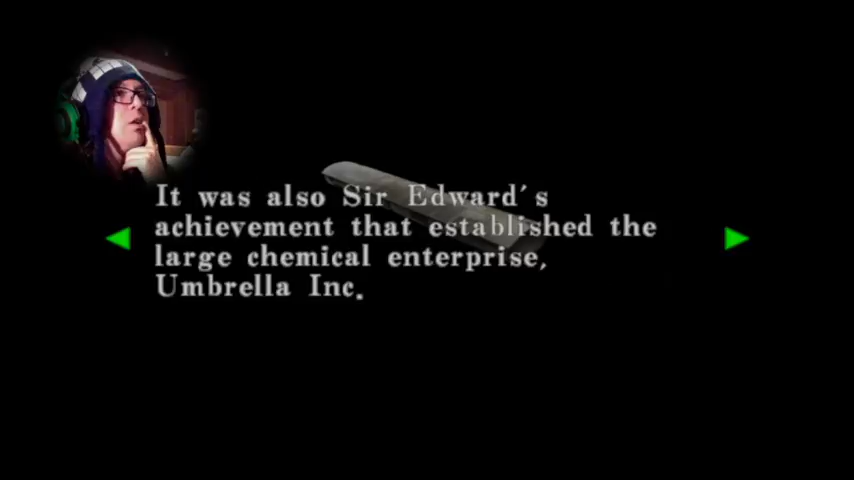 It was also Sir Edward's
achievement that established the
large chemical enterprise,
Umbrella Inc.